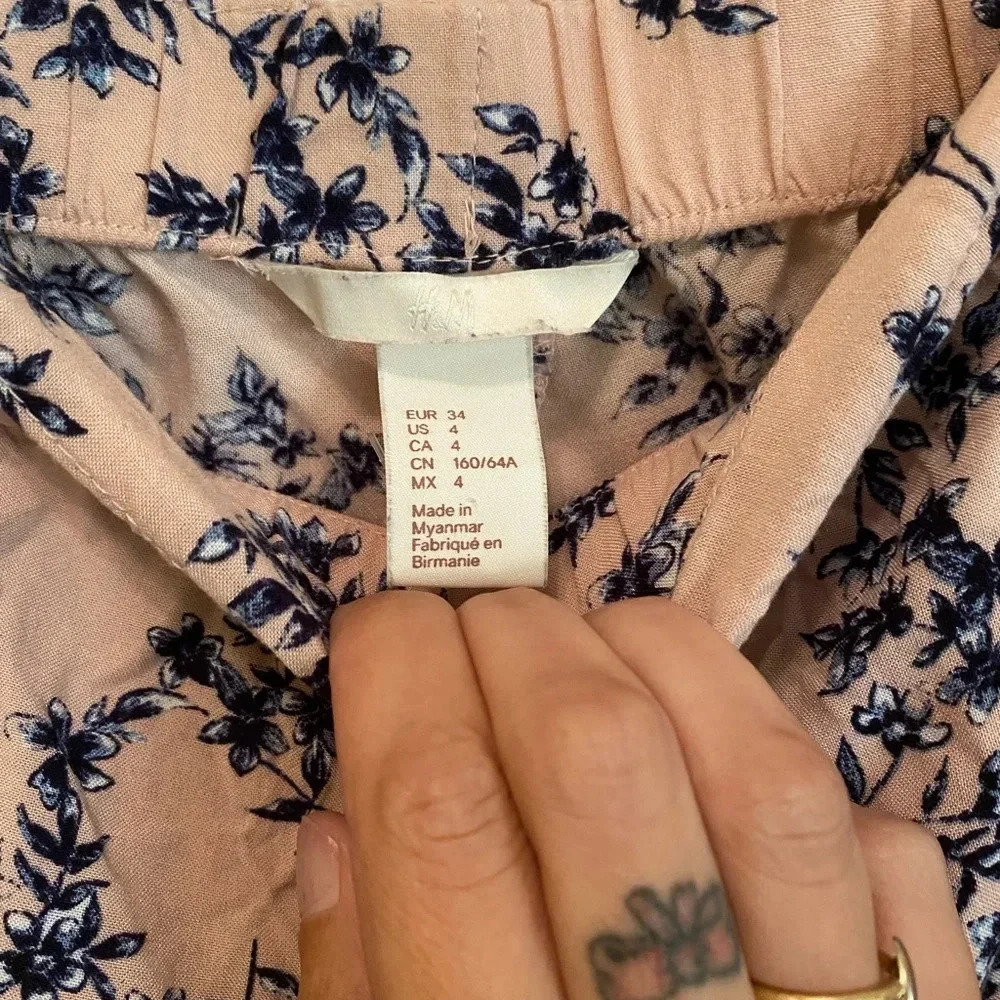 H&M
EUR 34
US 4
CA 4
CN 160/64A
MX 4
Made in
Myanmar
Fabriqué en
Birmanie